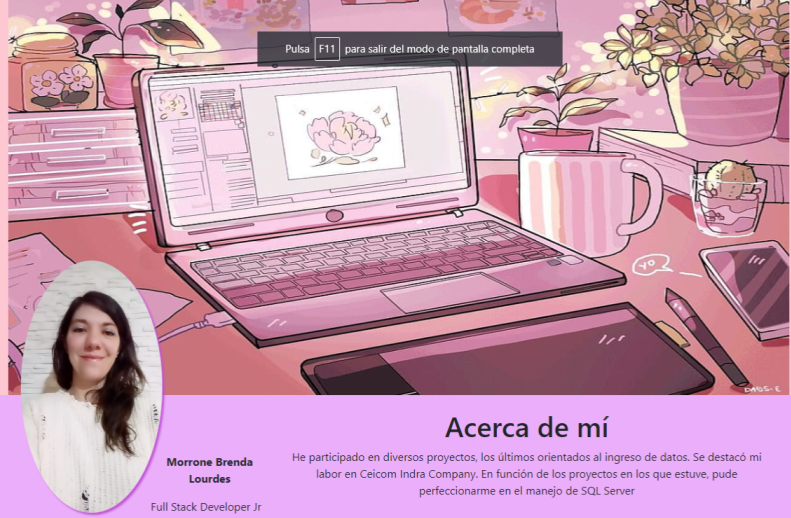 Pulsa F11 para salir del modo de pantalla completa
YO
DADS-E
Acerca de mí
Morrone Brenda
Lourdes
Full Stack Developer Jr
He participado en diversos proyectos, los últimos orientados al ingreso de datos. Se destacó mi
labor en Ceicom Indra Company. En función de los proyectos en los que estuve, pude
perfeccionarme en el manejo de SQL Server